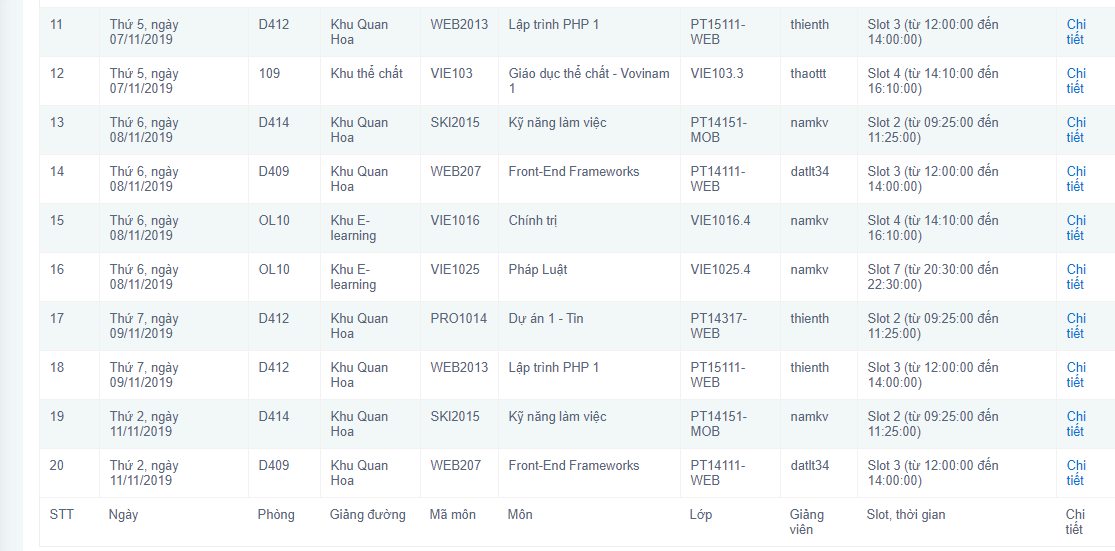 11 Thứ 5, ngày D412 Khu Quan WEB2013 Lập trình PHP 1 PT15111- thienth Slot 3 (từ 12:00:00 đến Chi
07/11/2019 Hoa WEB 14:00:00) tiết
12 Thứ 5, ngày 109 Khu thể chất VIE103 Giáo dục thể chất - Vovinam VIE103.3 thaottt Slot 4 (từ 14:10:00 đến Chi
07/11/2019 1 16:10:00) tiết
13 Thứ 6, ngày D414 Khu Quan SKI2015 Kỹ năng làm việc PT14151- namkv Slot 2 (từ 09:25:00 đến Chi
08/11/2019 Hoa MOB 11:25:00) tiết
14 Thứ 6, ngày D409 Khu Quan WEB207 Front-End Frameworks PT14111- datlt34 Slot 3 (từ 12:00:00 đến Chi
08/11/2019 Hoa WEB 14:00:00) tiết
15 Thứ 6, ngày OL10 Khu E- VIE1016 Chính trị VIE1016.4 namkv Slot 4 (từ 14:10:00 đến Chi
08/11/2019 learning 16:10:00) tiết
16 Thứ 6, ngày OL10 Khu E- VIE1025 Pháp Luật VIE1025.4 namkv Slot 7 (từ 20:30:00 đến Chi
08/11/2019 learning 22:30:00) tiết
17 Thứ 7, ngày D412 Khu Quan PRO1014 Dự án 1 - Tin PT14317- thienth Slot 2 (từ 09:25:00 đến Chi
09/11/2019 Hoa WEB 11:25:00) tiết
18 Thứ 7, ngày D412 Khu Quan WEB2013 Lập trình PHP 1 PT15111- thienth Slot 3 (từ 12:00:00 đến Chi
09/11/2019 Hoa WEB 14:00:00) tiết
19 Thứ 2, ngày D414 Khu Quan SKI2015 Kỹ năng làm việc PT14151- namkv Slot 2 (từ 09:25:00 đến Chi
11/11/2019 Hoa MOB 11:25:00) tiết
20 Thứ 2, ngày D409 Khu Quan WEB207 Front-End Frameworks PT14111- datlt34 Slot 3 (từ 12:00:00 đến Chi
11/11/2019 Hoa WEB 14:00:00) tiết
STT Ngày Phòng Giảng đường Mã môn Môn Lớp Giảng Slot, thời gian Chi
viên tiết